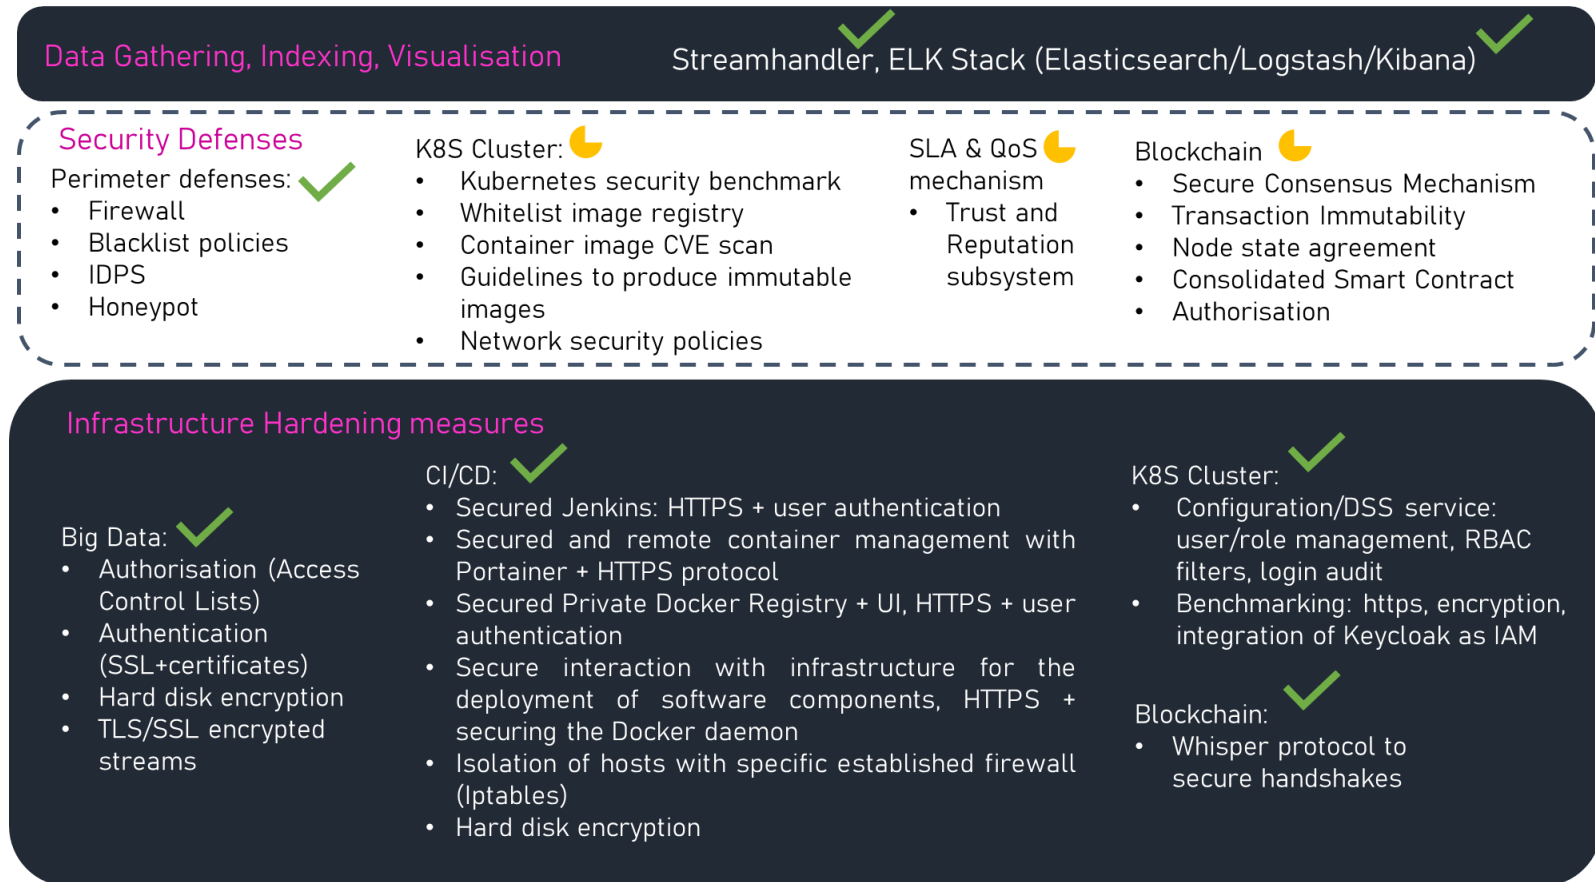 Data Gathering, Indexing, Visualisation
Streamhandler, ELK Stack (Elasticsearch/Logstash/Kibana)
Security Defenses
Perimeter defenses:
• Firewall
• Blacklist policies
• IDPS
• Honeypot
K8S Cluster:
• Kubernetes security benchmark
• Whitelist image registry
• Container image CVE scan
• Guidelines to produce immutable
images
• Network security policies
SLA & QoS
mechanism
• Trust and
Reputation
subsystem
Blockchain
• Secure Consensus Mechanism
• Transaction Immutability
• Node state agreement
• Consolidated Smart Contract
• Authorisation
Infrastructure Hardening measures
Big Data:
• Authorisation (Access
Control Lists)
• Authentication
(SSL+certificates)
• Hard disk encryption
• TLS/SSL encrypted
streams
CI/CD:
• Secured Jenkins: HTTPS + user authentication
• Secured and remote container management with
Portainer + HTTPS protocol
• Secured Private Docker Registry + UI, HTTPS + user
authentication
• Secure interaction with infrastructure for the
deployment of software components, HTTPS +
securing the Docker daemon
• Isolation of hosts with specific established firewall
(Iptables)
• Hard disk encryption
K8S Cluster:
• Configuration/DSS service:
user/role management, RBAC
filters, login audit
• Benchmarking: https, encryption,
integration of Keycloak as IAM
Blockchain:
• Whisper protocol to
secure handshakes